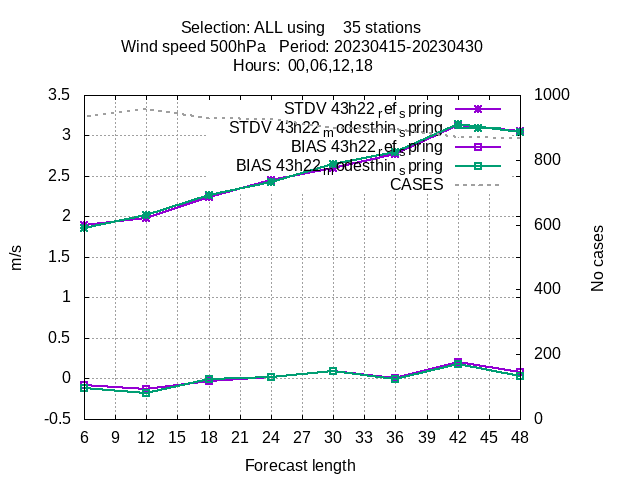 Selection: ALL using    35 stations
Wind speed 500hPa   Period: 20230415-20230430
Hours:  00,06,12,18
STDV 43h22_ref_spring
STDV 43h22_modesthin_spring
BIAS 43h22_ref_spring
BIAS 43h22_modesthin_spring
CASES
3.5
3
2.5
2
1.5
1
0.5
0
-0.5
m/s
1000
800
600
400
200
0
No cases
6 9 12 15 18 21 24 27 30 33 36 39 42 45 48
Forecast length